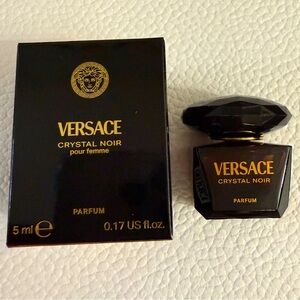 VERSACE
CRYSTAL NOIR
pour femme
PARFUM
5 ml e 0.17 US fl.oz.
VERSACE
CRYSTAL NOIR
PARFUM